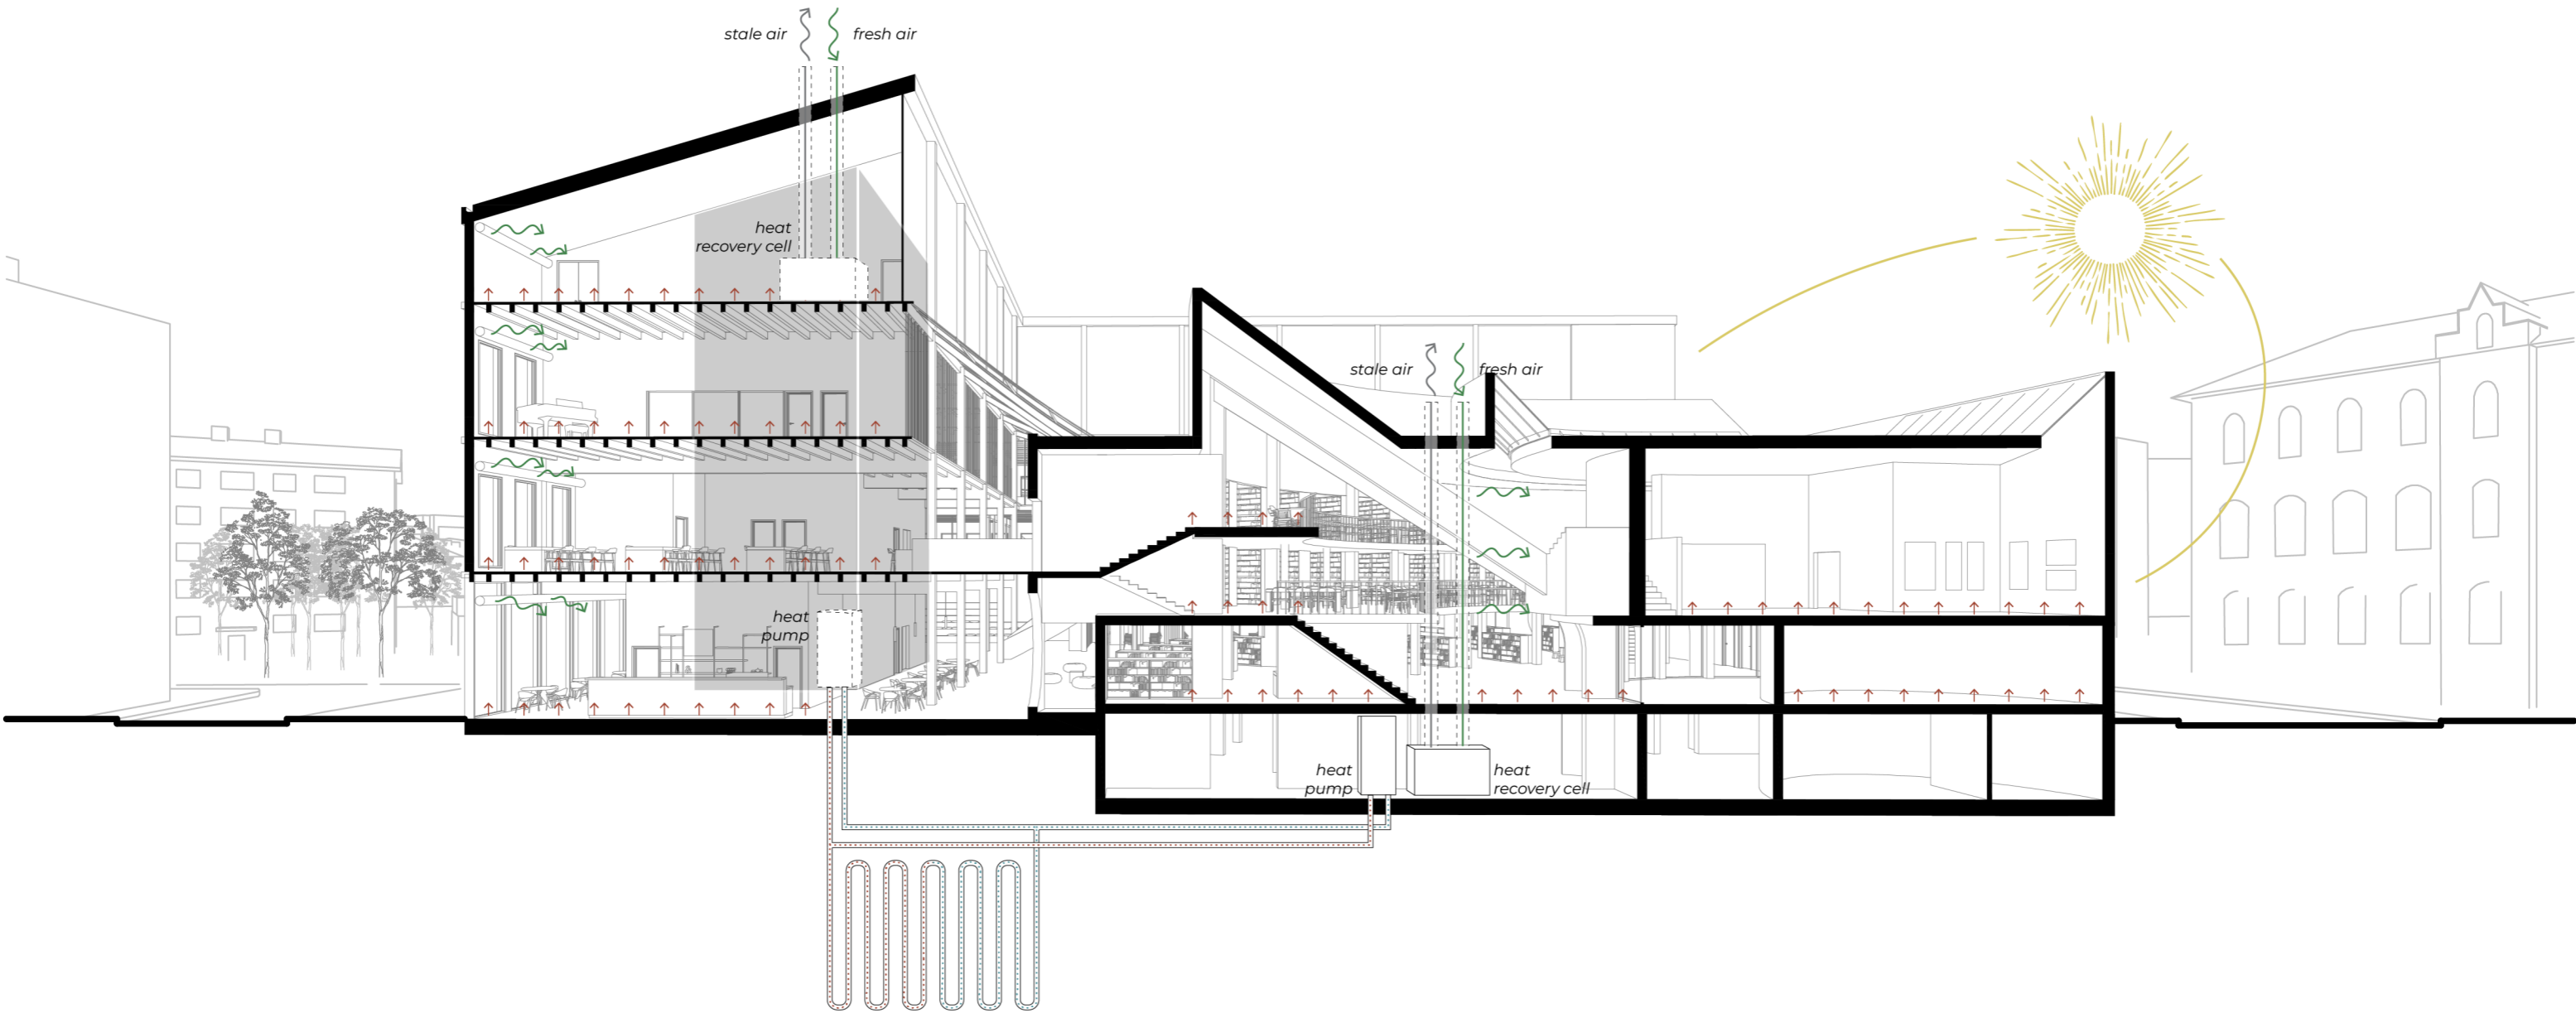 stale air
fresh air
heat
recovery cell
stale air
fresh air
heat
pump
heat
pump
heat
recovery cell